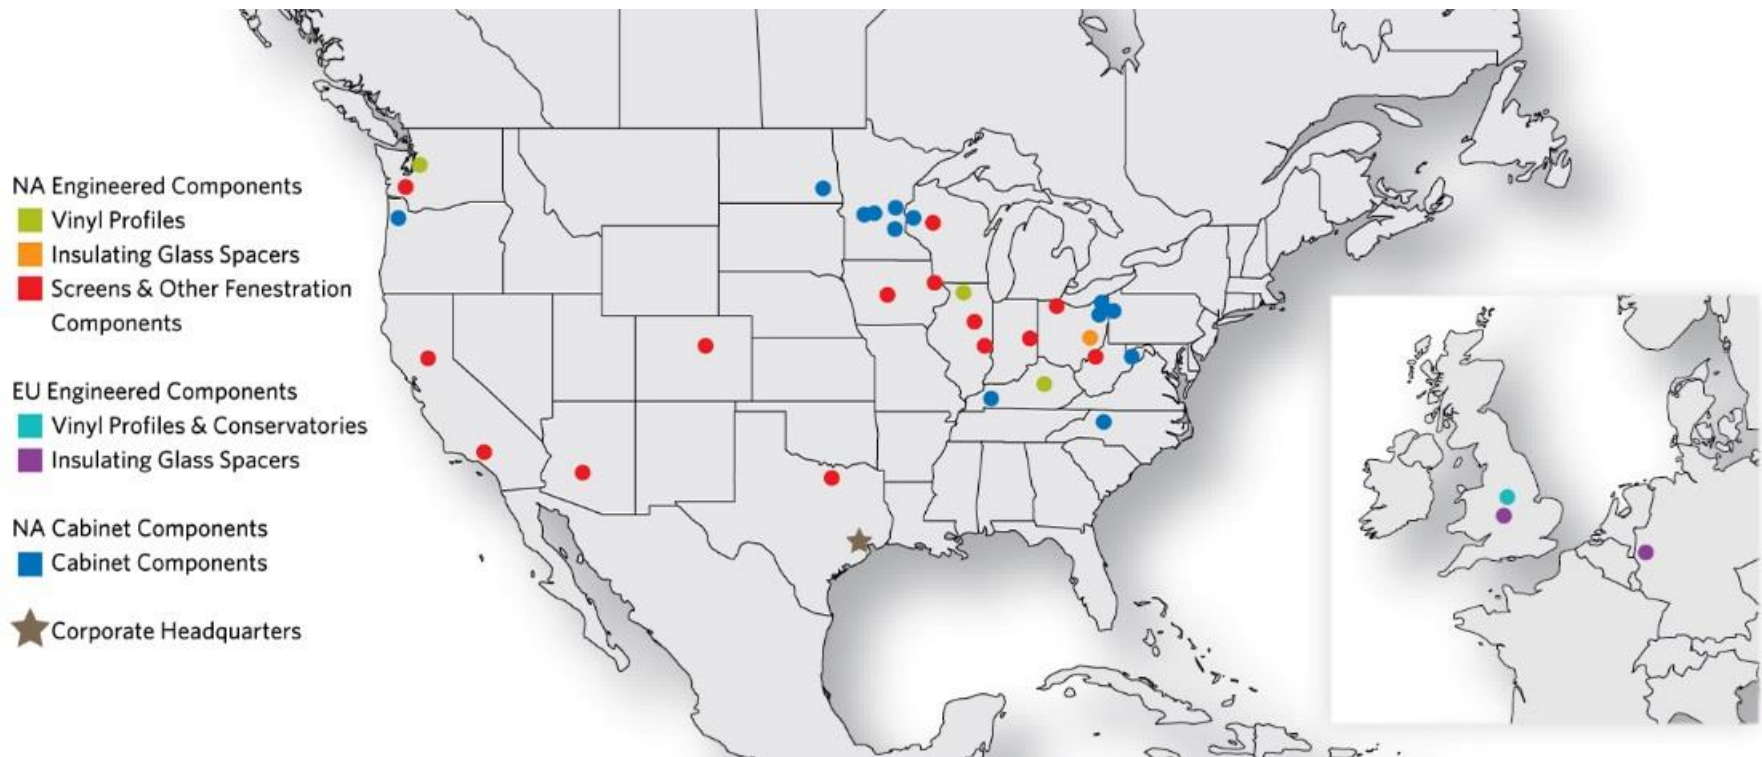 NA Engineered Components
Vinyl Profiles
Insulating Glass Spacers
Screens & Other Fenestration
Components
EU Engineered Components
Vinyl Profiles & Conservatories
Insulating Glass Spacers
NA Cabinet Components
Cabinet Components
Corporate Headquarters